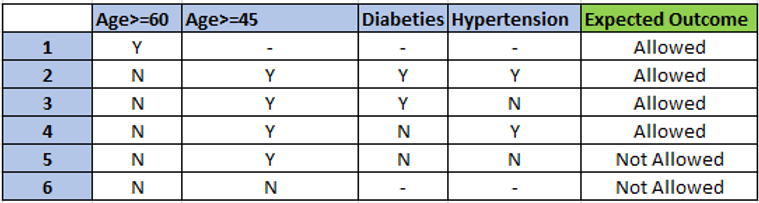 Age>=60 Age>=45 Diabeties Hypertension Expected Outcome
1 Y - - - Allowed
2 N Y Y Y Allowed
3 N Y Y N Allowed
4 N Y N Y Allowed
5 N Y N N Not Allowed
6 N N - - Not Allowed